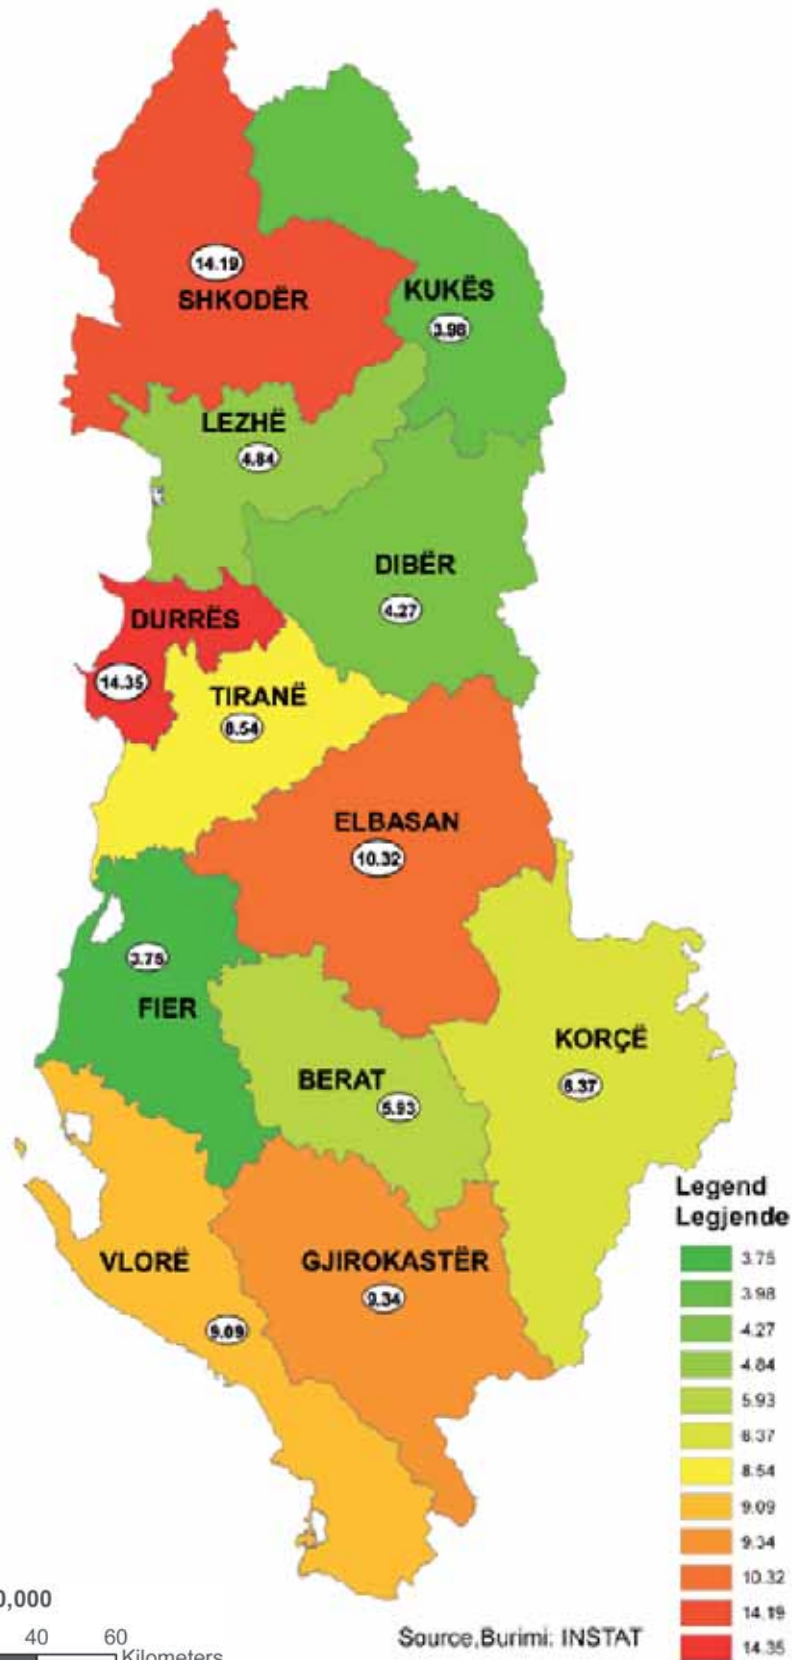 14.19
SHKODËR
KUKËS
3.98
LEZHË
4.84
DIBËR
4.27
DURRËS
14.35
TIRANË
8.54
ELBASAN
10.32
3.75
FIER
KORÇË
6.37
BERAT
5.93
VLORË
GJIROKASTËR
9.34
9.09
Legend
Legjende
3.75
3.98
4.27
4.84
5.93
6.37
8.54
9.09
9.34
10.32
14.19
14.35
0,000
40 60
Kilometers
Source,Burimi: INSTAT